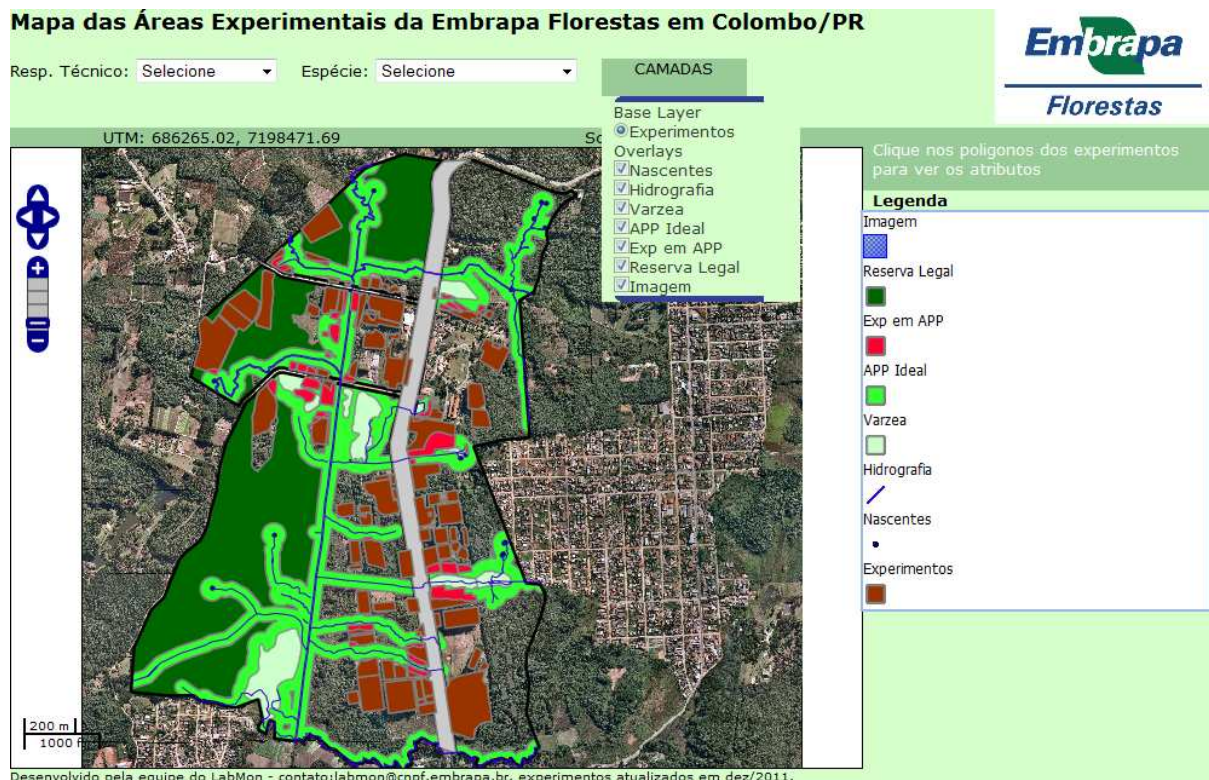 Mapa das Áreas Experimentais da Embrapa Florestas em Colombo/PR
Embrapa
Florestas
Resp. Técnico: Selecione Espécie: Selecione CAMADAS
Base Layer
Experimentos
Overlays
Nascentes
Hidrografia
Varzea
APP Ideal
Exp em APP
Reserva Legal
Imagem
UTM: 686265.02, 7198471.69
Clique nos poligonos dos experimentos
para ver os atributos
Legenda
Imagem
Reserva Legal
Exp em APP
APP Ideal
Varzea
Hidrografia
Nascentes
Experimentos
200 m
1000
Desenvolvido pela equipe do LabMon - contato:labmon@cnpf.embrapa.br, experimentos atualizados em dez/2011.